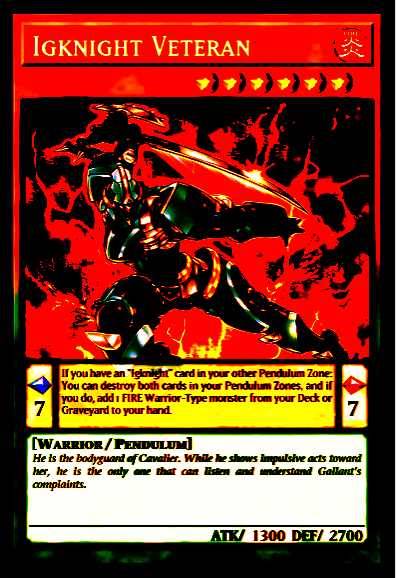 IGKNIGHT VETERAN
炎
If you have an "Igknight" card in your other Pendulum Zone:
You can destroy both cards in your Pendulum Zones, and if
you do, add 1 FIRE Warrior-Type monster from your Deck or
Graveyard to your hand.
7 7
[WARRIOR / PENDULUM]
He is the bodyguard of Cavalier. While he shows impulsive acts toward
her, he is the only one that can listen and understand Gallant's
complaints.
ATK/ 1300 DEF/ 2700